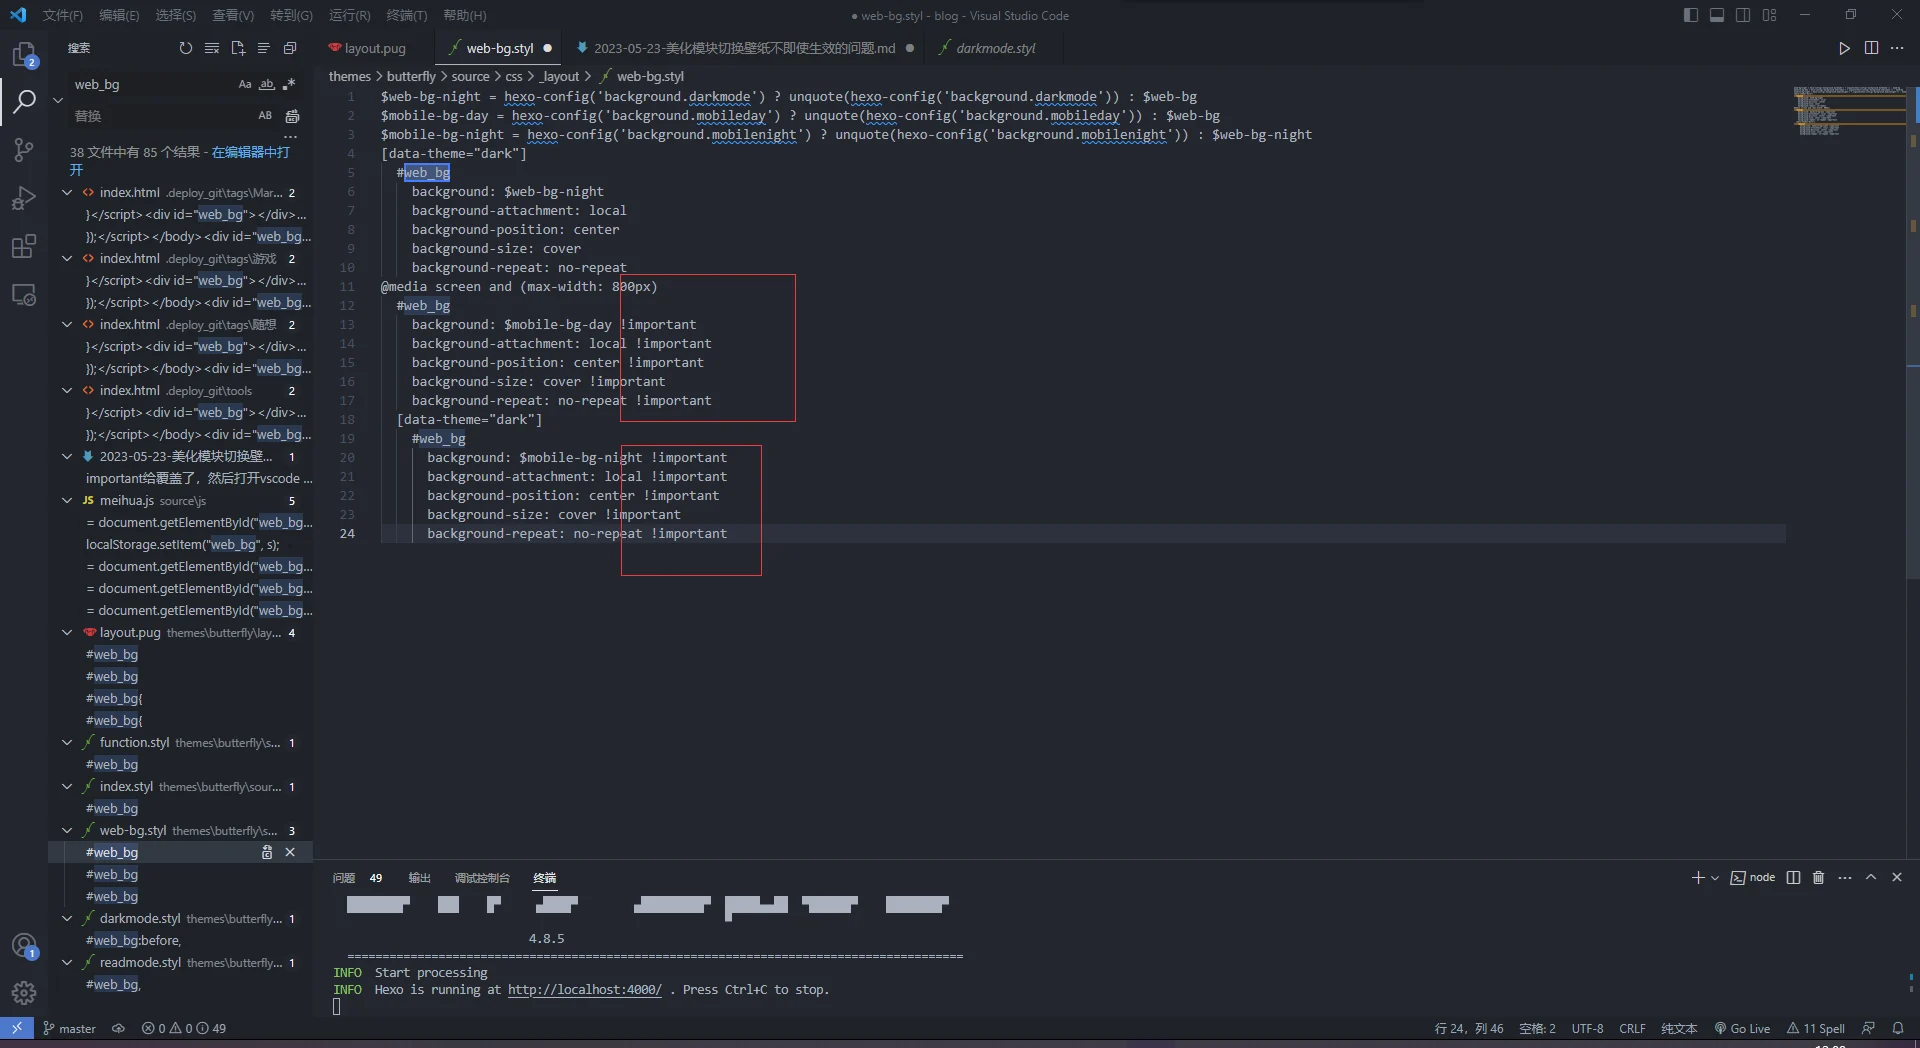 文件(F) 编辑(E) 选择(S) 查看(V) 转到(G) 运行(R) 终端(T) 帮助(H)
● web-bg.styl - blog - Visual Studio Code
搜索
layout.pug
web-bg.styl ●
2023-05-23-美化模块切换壁纸不即使生效的问题.md ●
darkmode.styl
themes > butterfly > source > css > _layout > web-bg.styl
2
web_bg
Aa ab .*
替换
AB
38 文件中有 85 个结果 - 在编辑器中打
开
index.html .deploy_git\tags\Mar... 2
}</script><div id="web_bg"></div>...
});</script></body><div id="web_bg...
index.html .deploy_git\tags\游戏 2
}</script><div id="web_bg"></div>...
});</script></body><div id="web_bg...
index.html .deploy_git\tags\随想 2
}</script><div id="web_bg"></div>...
});</script></body><div id="web_bg...
index.html .deploy_git\tools 2
}</script><div id="web_bg"></div>...
});</script></body><div id="web_bg...
2023-05-23-美化模块切换壁... 1
important给覆盖了，然后打开vscode ...
JS meihua.js source\js 5
= document.getElementById("web_bg...
localStorage.setItem("web_bg", s);
= document.getElementById("web_bg...
= document.getElementById("web_bg...
= document.getElementById("web_bg...
layout.pug themes\butterfly\lay... 4
#web_bg
#web_bg
#web_bg{
#web_bg{
function.styl themes\butterfly\s... 1
#web_bg
index.styl themes\butterfly\sour... 1
#web_bg
web-bg.styl themes\butterfly\s... 3
#web_bg
#web_bg
#web_bg
darkmode.styl themes\butterfly... 1
#web_bg:before,
readmode.styl themes\butterfly... 1
#web_bg,
1
1 $web-bg-night = hexo-config('background.darkmode') ? unquote(hexo-config('background.darkmode')) : $web-bg
2 $mobile-bg-day = hexo-config('background.mobileday') ? unquote(hexo-config('background.mobileday')) : $web-bg
3 $mobile-bg-night = hexo-config('background.mobilenight') ? unquote(hexo-config('background.mobilenight')) : $web-bg-night
4 [data-theme="dark"]
5 #web_bg
6 background: $web-bg-night
7 background-attachment: local
8 background-position: center
9 background-size: cover
10 background-repeat: no-repeat
11 @media screen and (max-width: 800px)
12 #web_bg
13 background: $mobile-bg-day !important
14 background-attachment: local !important
15 background-position: center !important
16 background-size: cover !important
17 background-repeat: no-repeat !important
18 [data-theme="dark"]
19 #web_bg
20 background: $mobile-bg-night !important
21 background-attachment: local !important
22 background-position: center !important
23 background-size: cover !important
24 background-repeat: no-repeat !important
问题 49 输出 调试控制台 终端
node
4.8.5
========================================================================================
INFO Start processing
INFO Hexo is running at http://localhost:4000/ . Press Ctrl+C to stop.
master 0 0 49
行 24，列 46 空格: 2 UTF-8 CRLF 纯文本 Go Live 11 Spell